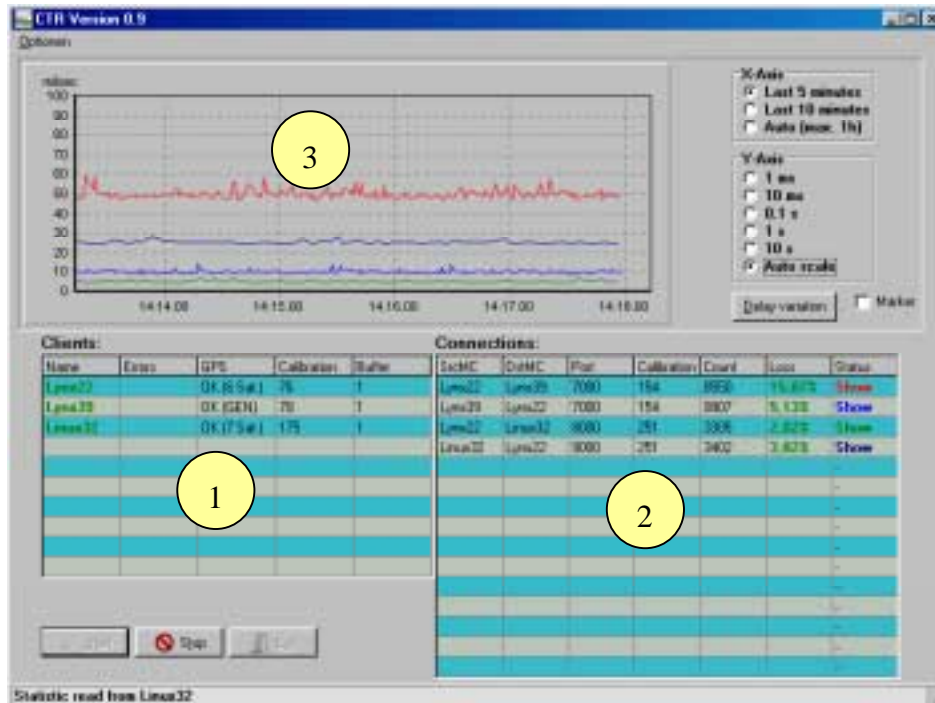 CTR Version 0.9
Optionen
100
90
80
70
60
50
40
30
20
10
0
14:14:00 14:15:00 14:16:00 14:17:00 14:18:00
3
X-Axis
Last 5 minutes
Last 10 minutes
Auto (max. 1h)
Y-Axis
1 ms
10 ms
0.1 s
1 s
10 s
Auto scale
Delay variation
Marker
Clients:
Name Errors GPS Calibration Buffer
Lynx22 OK (6 Sat.) 76 1
Lynx39 OK (GEN) 78 1
Linux32 OK (7 Sat.) 175 1
1
Connections:
SrcMC DstMC Port Calibration Count Loss Status
Lynx22 Lynx39 7080 154 Show
Lynx39 Lynx22 7080 154 5.13% Show
Lynx22 Linux32 8080 251 Show
Linux32 Lynx22 8080 251 3402 Show
2
Stop
Statistic read from Linux32